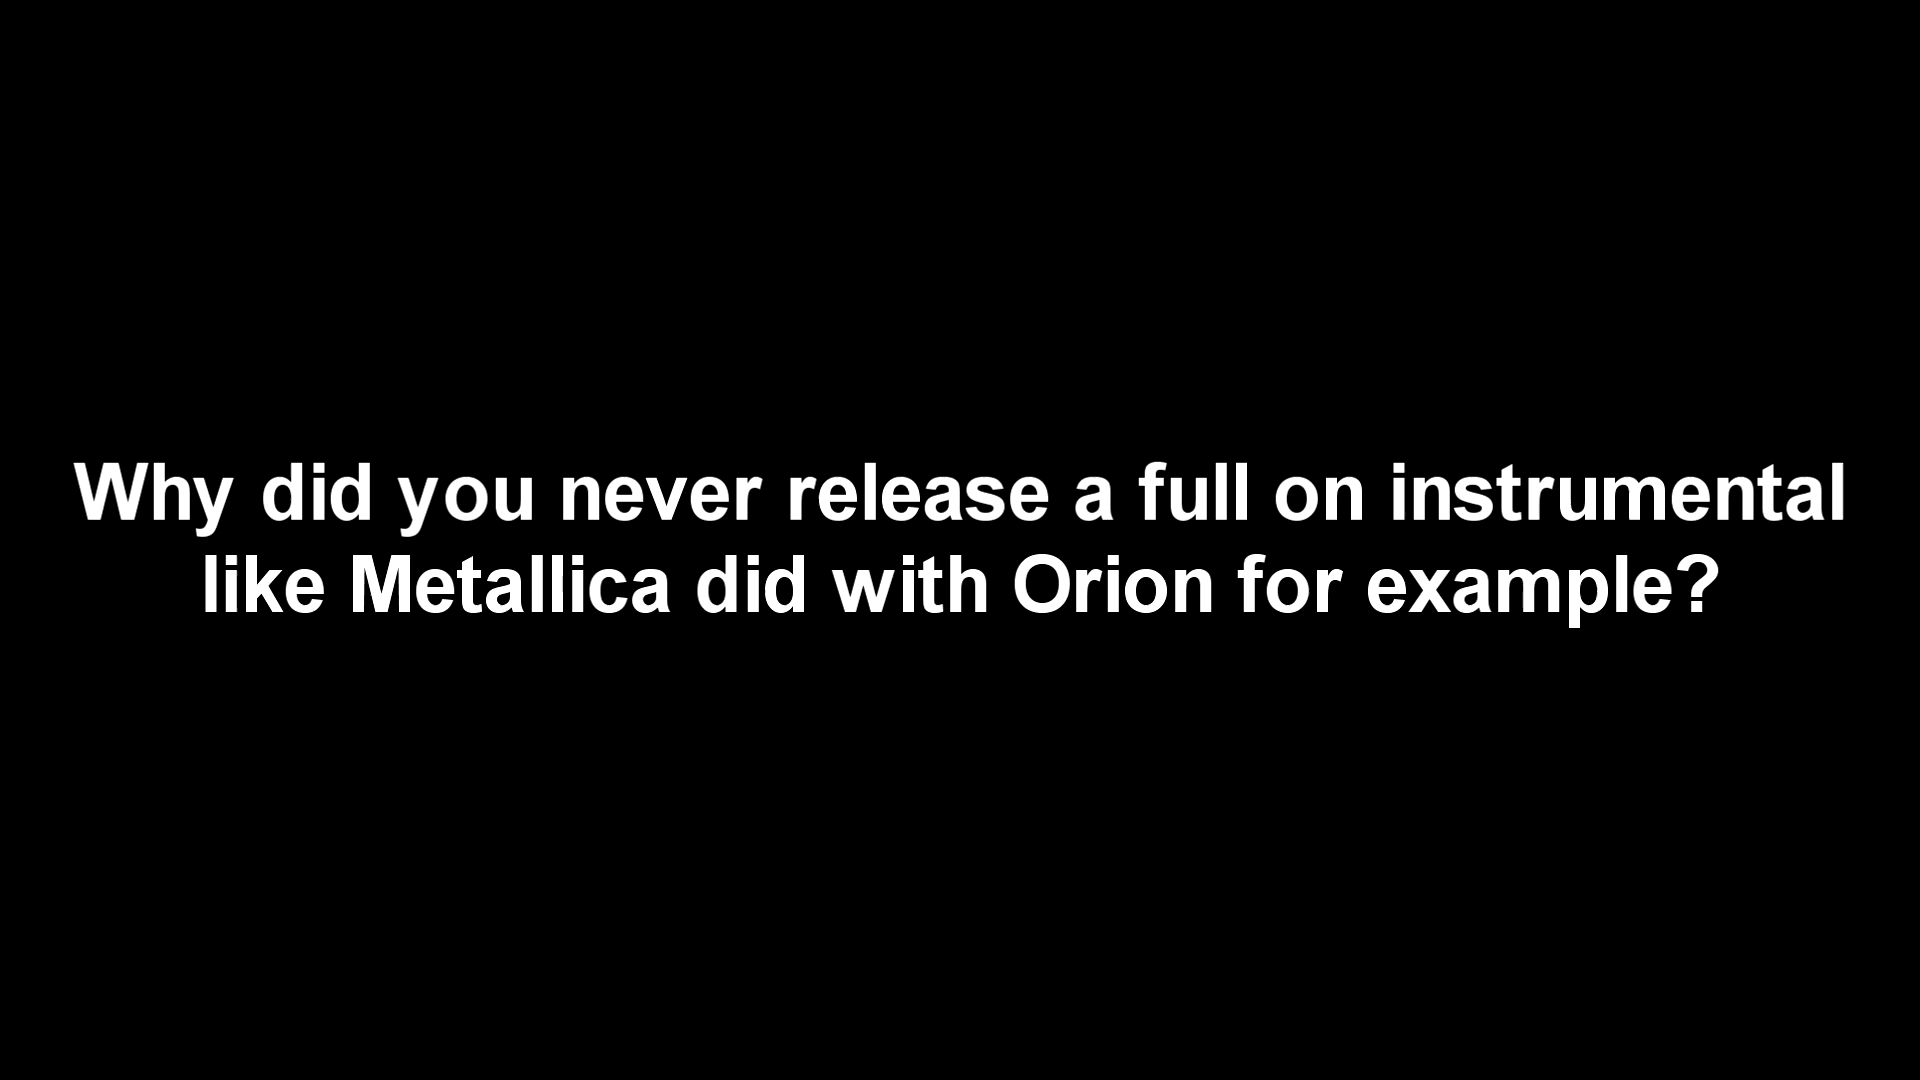 Why did you never release a full on instrumental
like Metallica did with Orion for example?